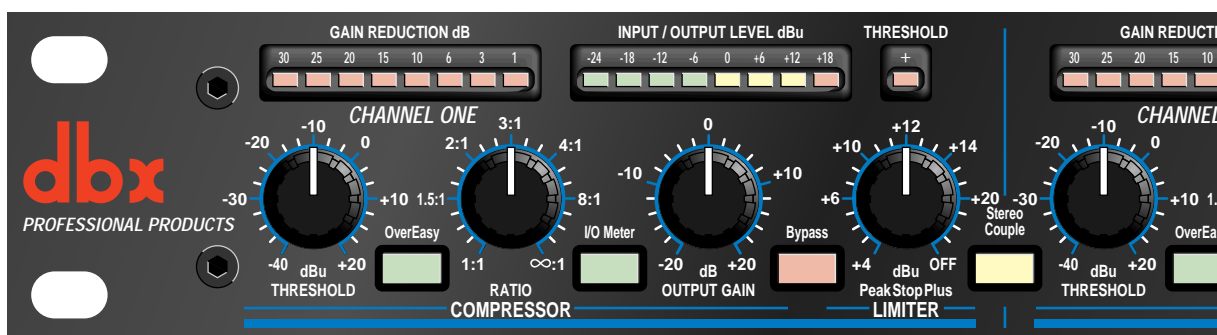 GAIN REDUCTION dB
INPUT / OUTPUT LEVEL dBu
THRESHOLD
GAIN REDUCTI
30 25 20 15 10 6 3 1
-24 -18 -12 -6 0 +6 +12 +18
+
30 25 20 15 10
CHANNEL ONE
CHANNEL
dbx
PROFESSIONAL PRODUCTS
-40 -30 -20 -10 0 +10 +20
dBu
THRESHOLD
OverEasy
1:1 1.5:1 2:1 3:1 4:1 8:1 ∞:1
RATIO
I/O Meter
-20 -10 0 +10 +20
dB
OUTPUT GAIN
Bypass
+4 +6 +10 +12 +14 +20 OFF
dBu
PeakStopPlus
Stereo
Couple
COMPRESSOR
LIMITER
-40 -30 -20 -10 0 +10 +20
dBu
THRESHOLD
OverEa
1.